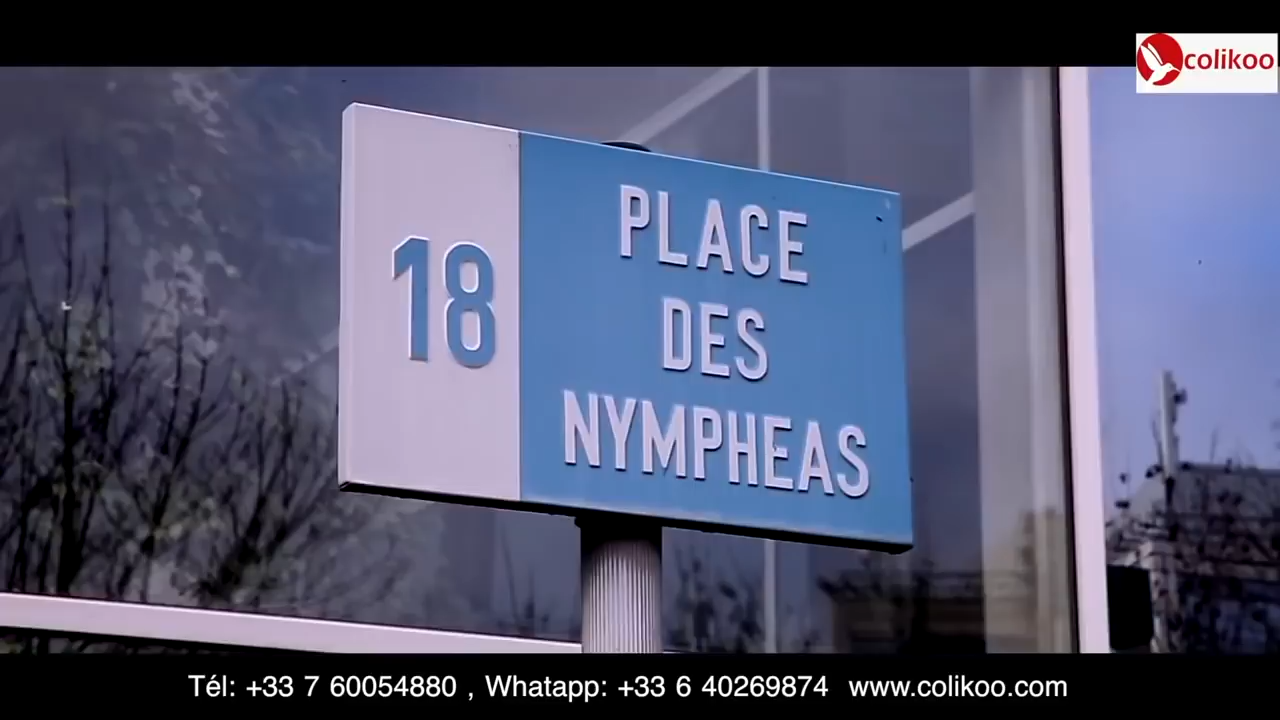 colikoo
18
PLACE
DES
NYMPHEAS
Tél: +33 7 60054880 , Whatapp: +33 6 40269874 www.colikoo.com